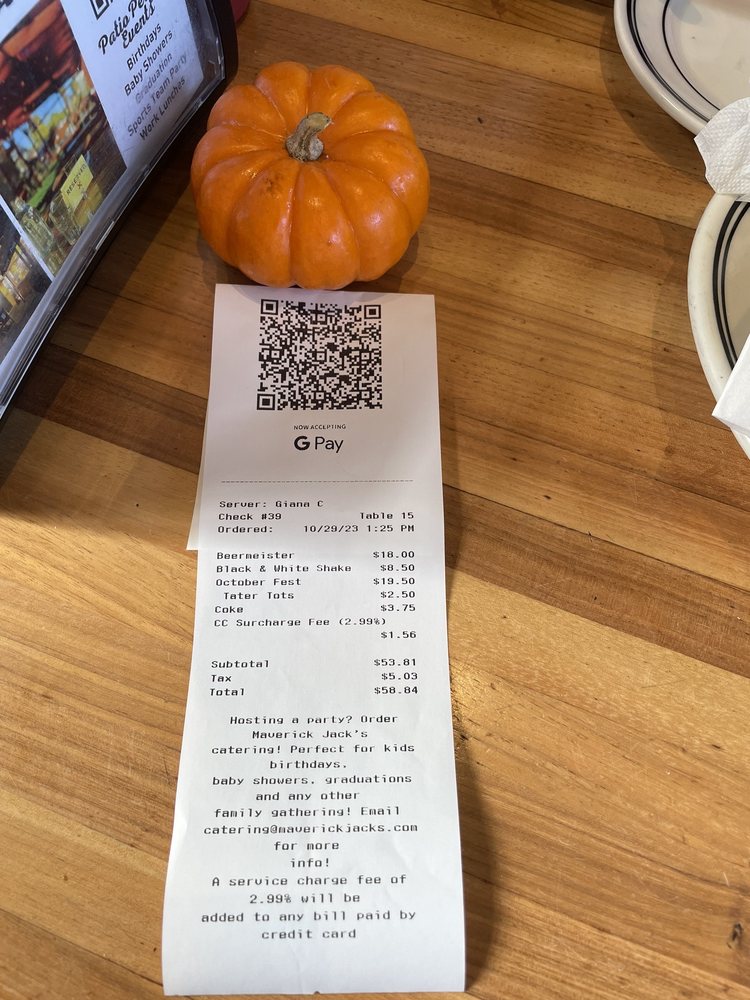 Patio
Events
Birthdays
Baby Showers
Graduation
Sports Team Party
Work Lunches
RESERVED
NOW ACCEPTING
G Pay
Server: Giana C
Check #39 Table 15
Ordered: 10/29/23 1:25 PM
Beermeister $18.00
Black & White Shake $8.50
October Fest $19.50
Tater Tots $2.50
Coke $3.75
CC Surcharge Fee (2.99%)
$1.56
Subtotal $53.81
Tax $5.03
Total $58.84
Hosting a party? Order
Maverick Jack's
catering! Perfect for kids
birthdays,
baby showers, graduations
and any other
family gathering! Email
catering@maverickjacks.com
for more
info!
A service charge fee of
2.99% will be
added to any bill paid by
credit card